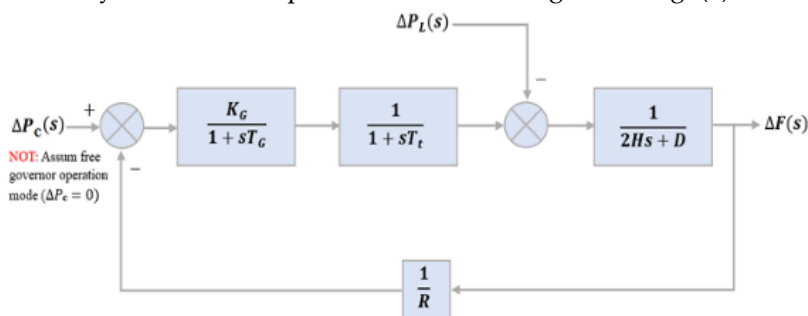 ΔP_L(s)
−
ΔP_c(s)
+
K_G
1 + sT_G
1
1 + sT_t
1
2Hs + D
ΔF(s)
NOT: Assum free
governor operation
mode (ΔP_c = 0)
−
1
R